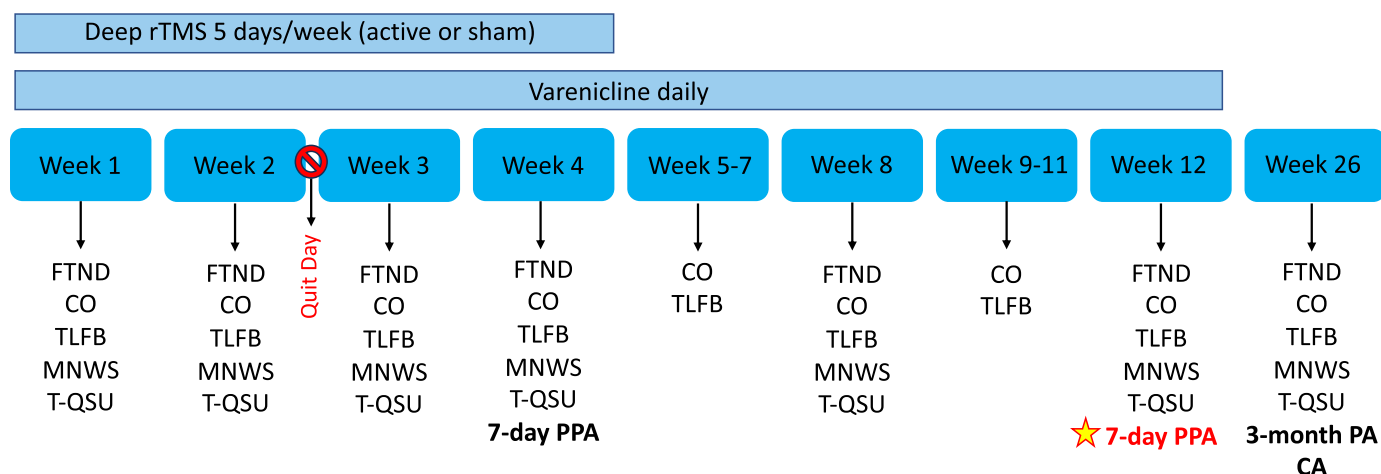 Deep rTMS 5 days/week (active or sham)
Varenicline daily
Week 1
Week 2
Week 3
Week 4
Week 5-7
Week 8
Week 9-11
Week 12
Week 26
FTND
CO
TLFB
MNWS
T-QSU
FTND
CO
TLFB
MNWS
T-QSU
Quit Day
FTND
CO
TLFB
MNWS
T-QSU
FTND
CO
TLFB
MNWS
T-QSU
7-day PPA
CO
TLFB
FTND
CO
TLFB
MNWS
T-QSU
CO
TLFB
FTND
CO
TLFB
MNWS
T-QSU
7-day PPA
FTND
CO
TLFB
MNWS
T-QSU
3-month PA
CA